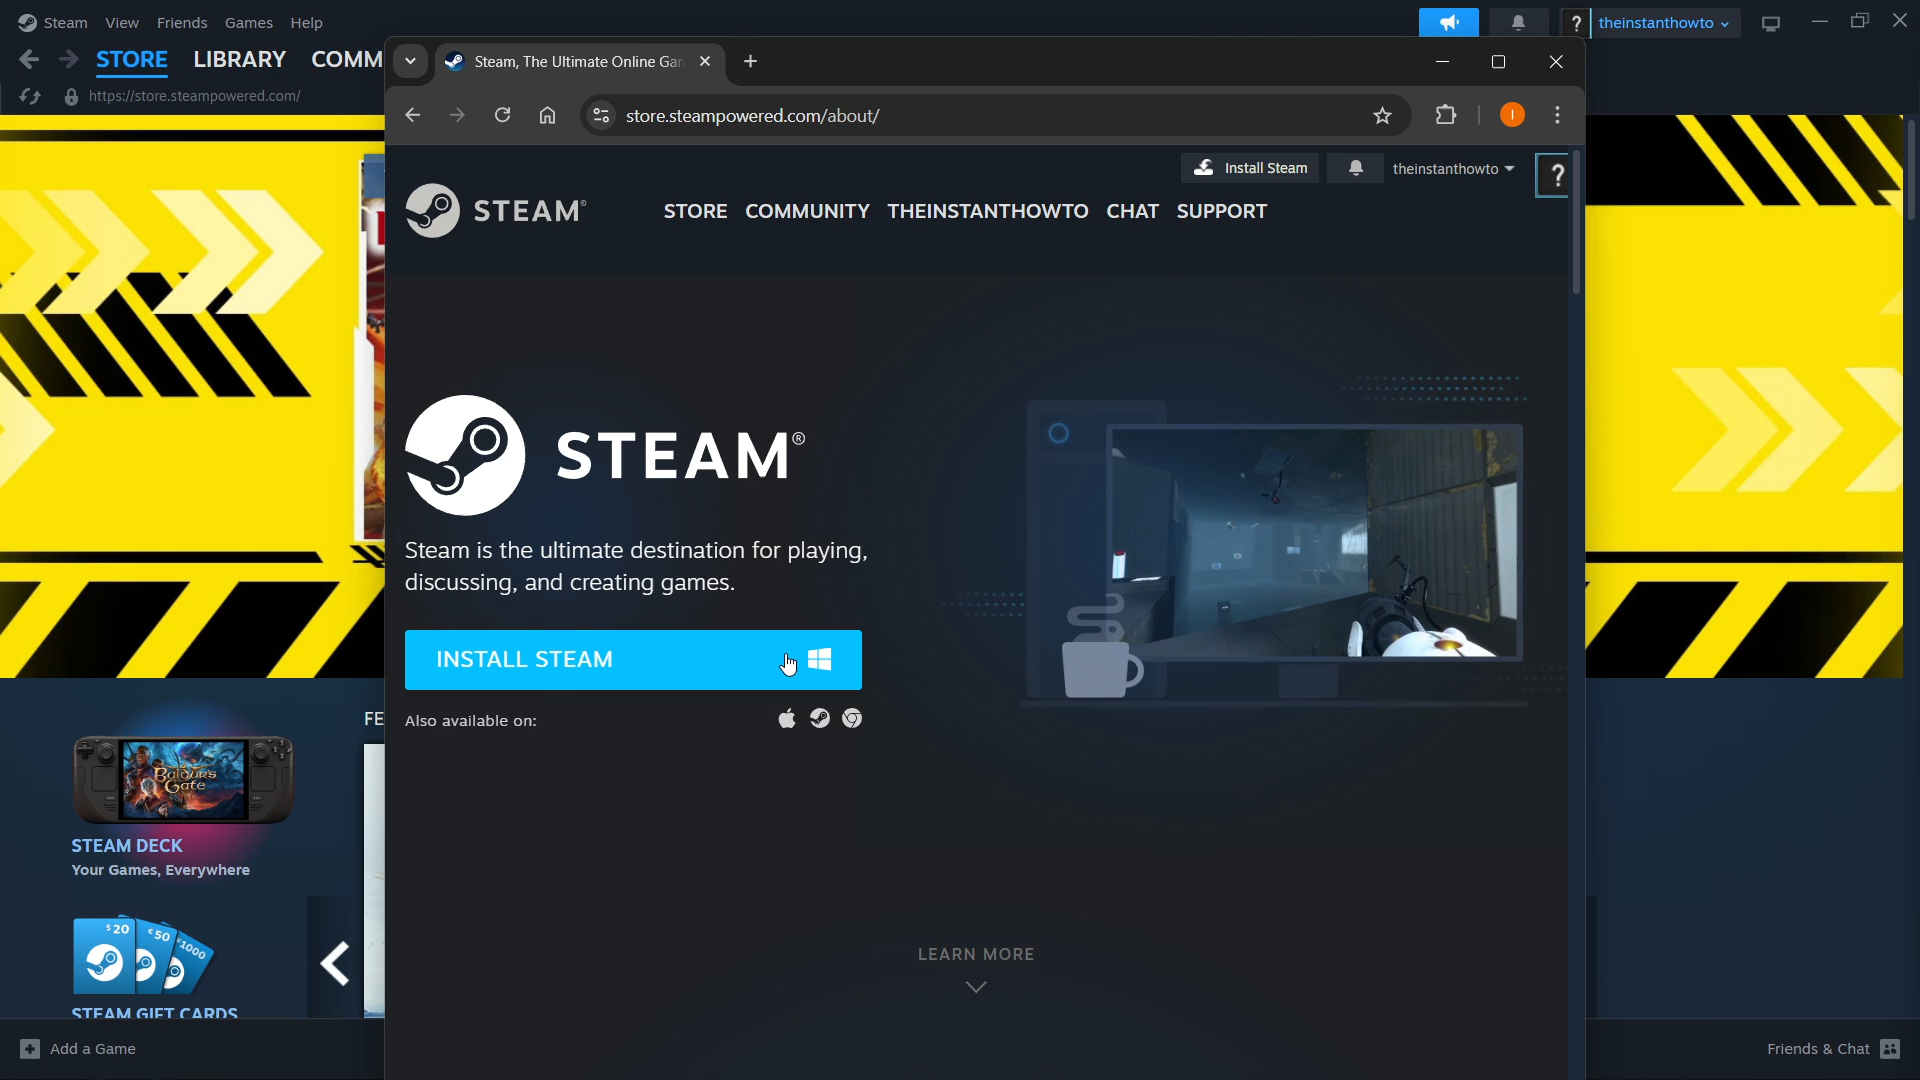 Steam View Friends Games Help
theinstanthowto
STORE LIBRARY COMM
https://store.steampowered.com/
Steam, The Ultimate Online Gar
store.steampowered.com/about/
Install Steam
theinstanthowto
?
STEAM®
STORE COMMUNITY THEINSTANTHOWTO CHAT SUPPORT
STEAM®
Steam is the ultimate destination for playing,
discussing, and creating games.
INSTALL STEAM
Also available on:
LEARN MORE
FE
Baldur's
Gate
STEAM DECK
Your Games, Everywhere
$20
€50
¥1000
STEAM GIFT CARDS
Add a Game
Friends & Chat